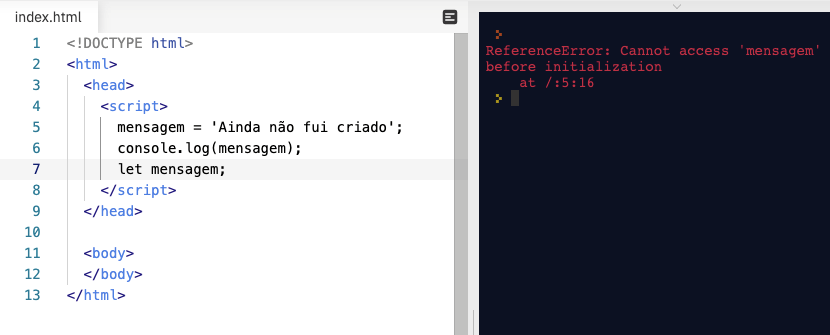 index.html
1 <!DOCTYPE html>
2 <html>
3 <head>
4 <script>
5 mensagem = 'Ainda não fui criado';
6 console.log(mensagem);
7 let mensagem;
8 </script>
9 </head>
10
11 <body>
12 </body>
13 </html>
ReferenceError: Cannot access 'mensagem'
before initialization
at /:5:16